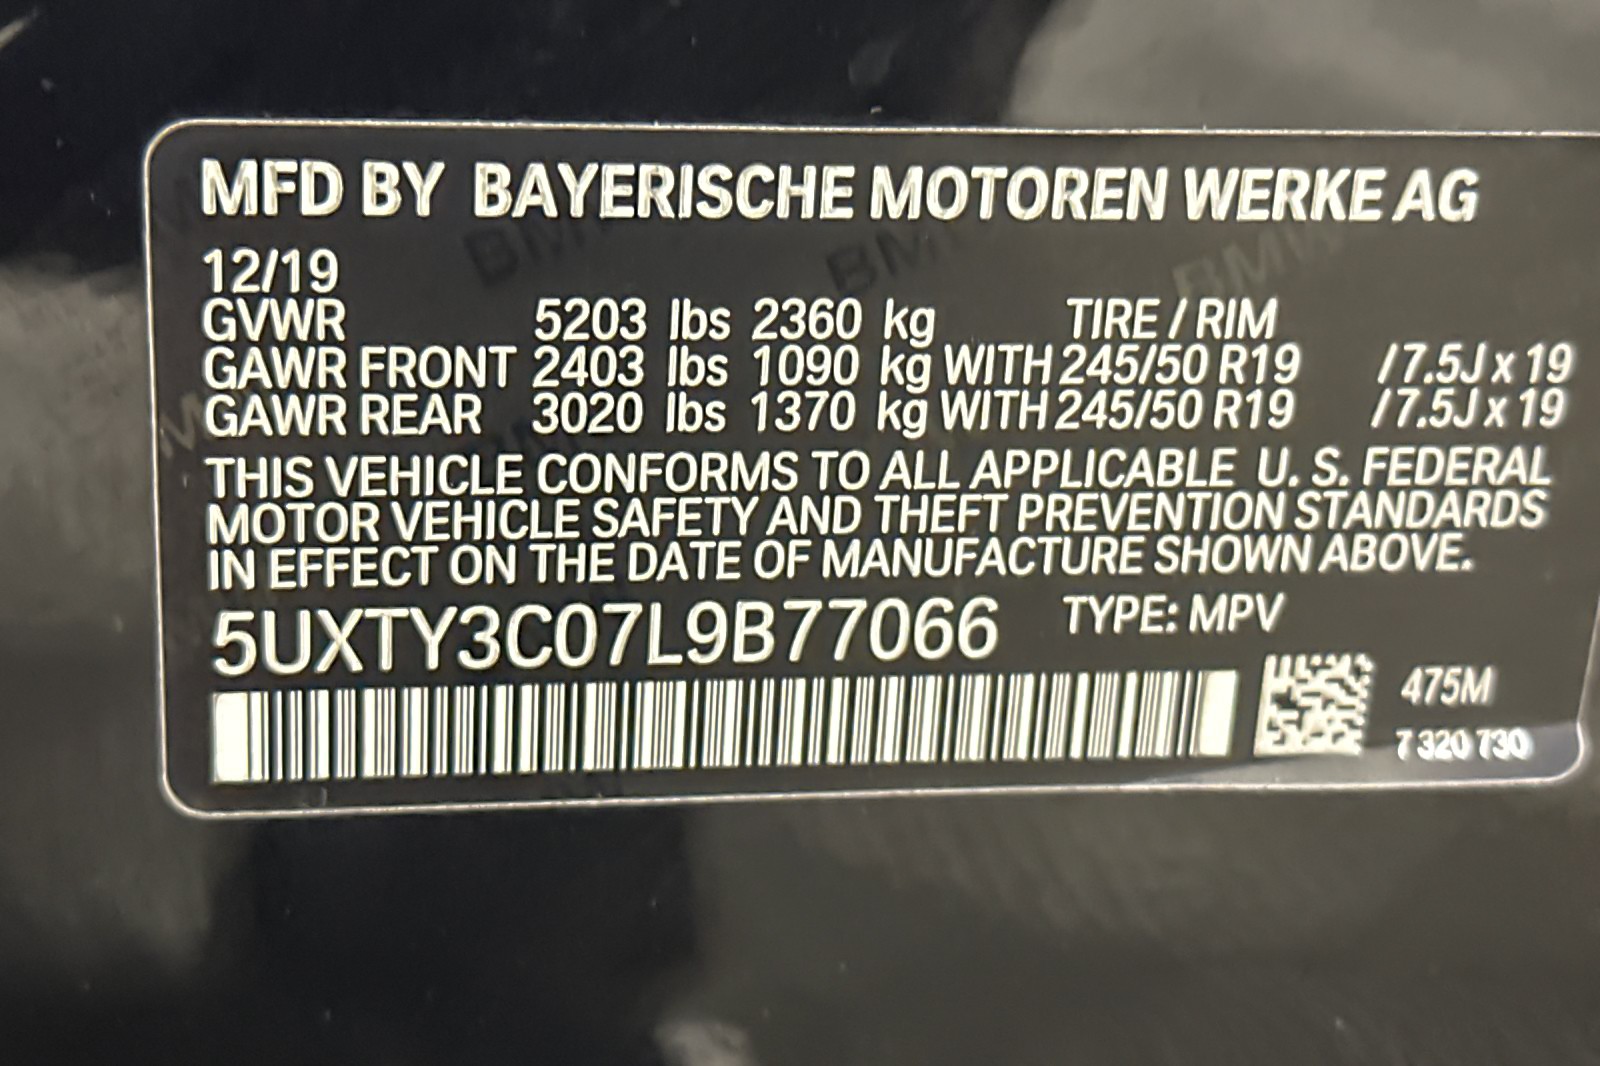 MFD BY BAYERISCHE MOTOREN WERKE AG
12/19
GVWR 5203 lbs 2360 kg TIRE / RIM
GAWR FRONT 2403 lbs 1090 kg WITH 245/50 R19 / 7.5J x 19
GAWR REAR 3020 lbs 1370 kg WITH 245/50 R19 / 7.5J x 19
THIS VEHICLE CONFORMS TO ALL APPLICABLE U. S. FEDERAL
MOTOR VEHICLE SAFETY AND THEFT PREVENTION STANDARDS
IN EFFECT ON THE DATE OF MANUFACTURE SHOWN ABOVE.
5UXTY3C07L9B77066 TYPE: MPV
475M
7 320 730